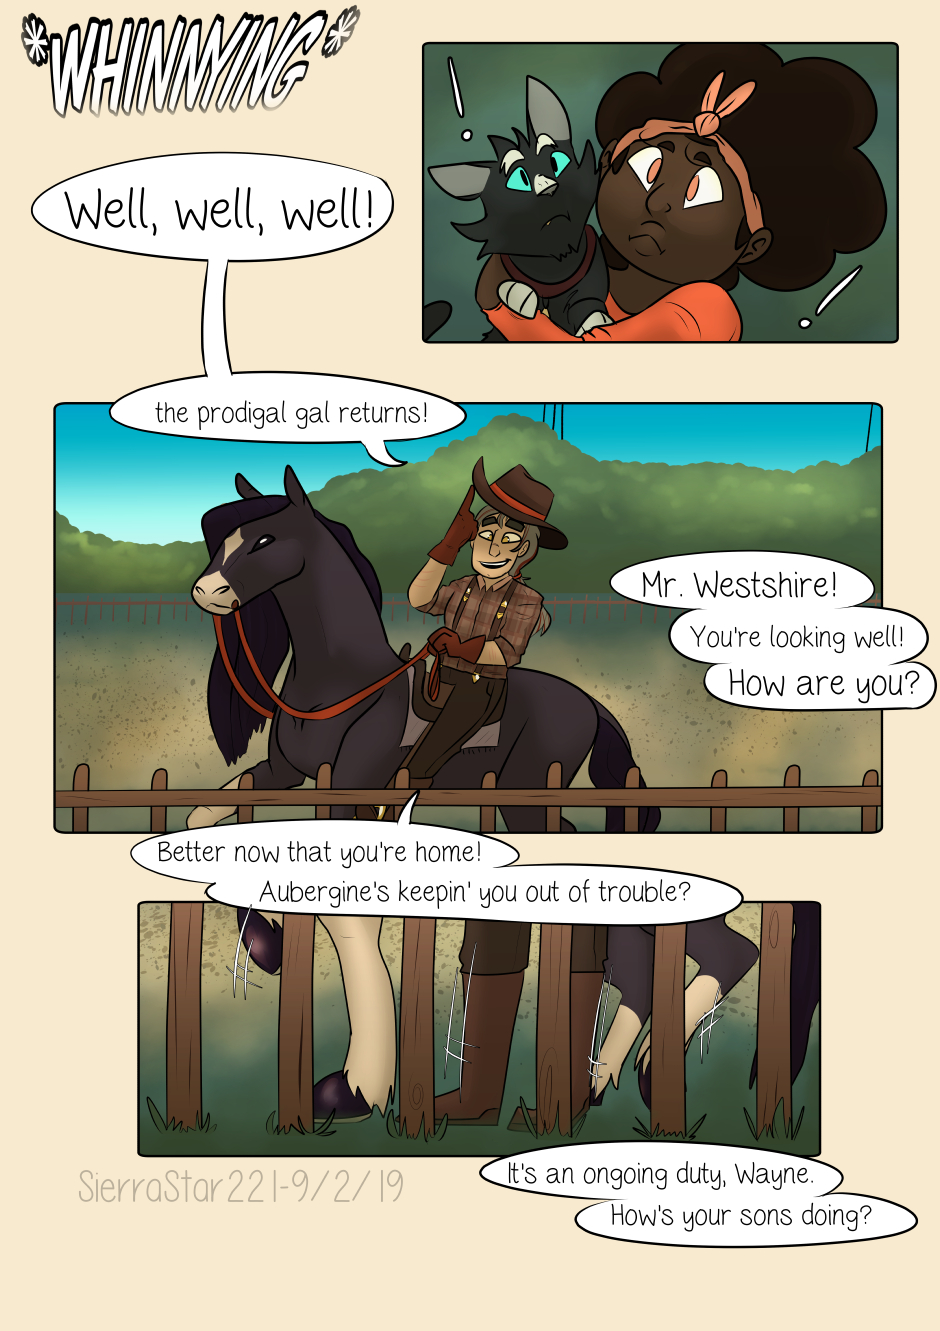 *WHINNYING*
Well, well, well!
the prodigal gal returns!
Mr. Westshire!
You're looking well!
How are you?
Better now that you're home!
Aubergine's keepin' you out of trouble?
It's an ongoing duty, Wayne.
How's your sons doing?
SierraStar221-9/2/19